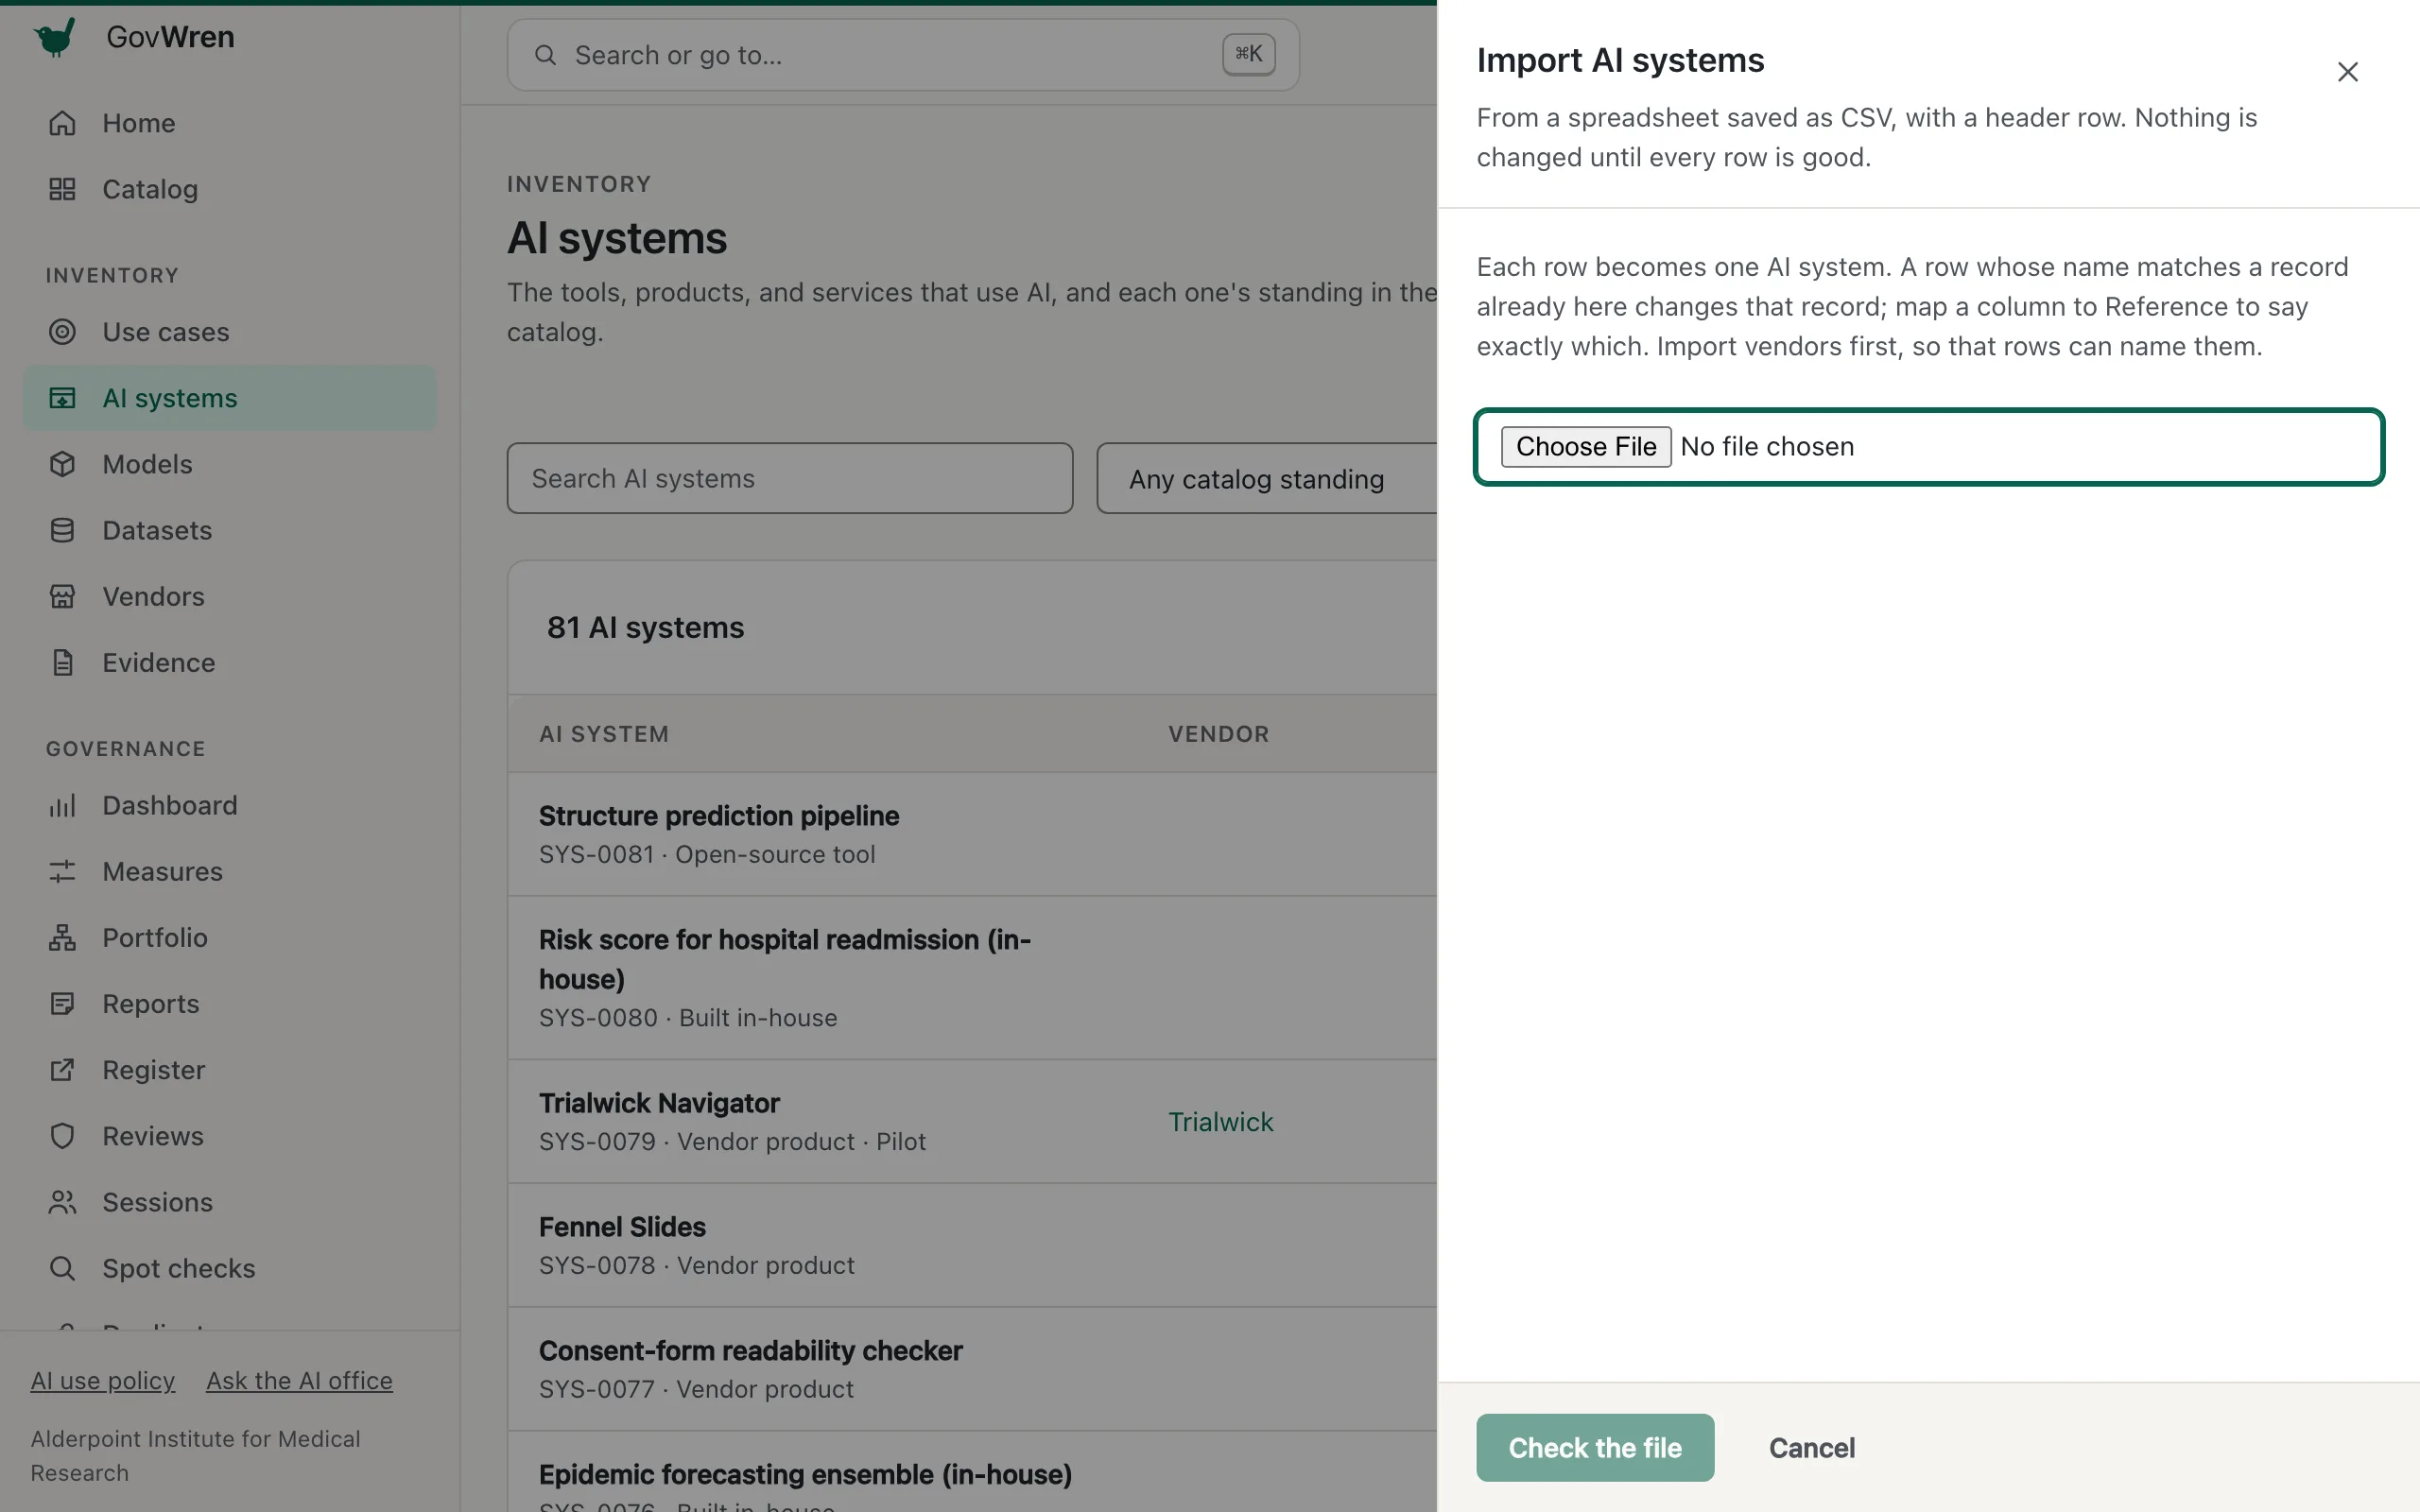 GovWren
Home
Catalog
INVENTORY
Use cases
AI systems
Models
Datasets
Vendors
Evidence
GOVERNANCE
Dashboard
Measures
Portfolio
Reports
Register
Reviews
Sessions
Spot checks
AI use policy Ask the AI office
Alderpoint Institute for Medical
Research
Search or go to... ⌘K
INVENTORY
AI systems
The tools, products, and services that use AI, and each one's standing in the
catalog.
Search AI systems Any catalog standing
81 AI systems
AI SYSTEM VENDOR
Structure prediction pipeline
SYS-0081 · Open-source tool
Risk score for hospital readmission (in-
house)
SYS-0080 · Built in-house
Trialwick Navigator Trialwick
SYS-0079 · Vendor product · Pilot
Fennel Slides
SYS-0078 · Vendor product
Consent-form readability checker
SYS-0077 · Vendor product
Epidemic forecasting ensemble (in-house)
SYS-0076 · Built in-house
Import AI systems
From a spreadsheet saved as CSV, with a header row. Nothing is
changed until every row is good.
Each row becomes one AI system. A row whose name matches a record
already here changes that record; map a column to Reference to say
exactly which. Import vendors first, so that rows can name them.
Choose File No file chosen
Check the file Cancel